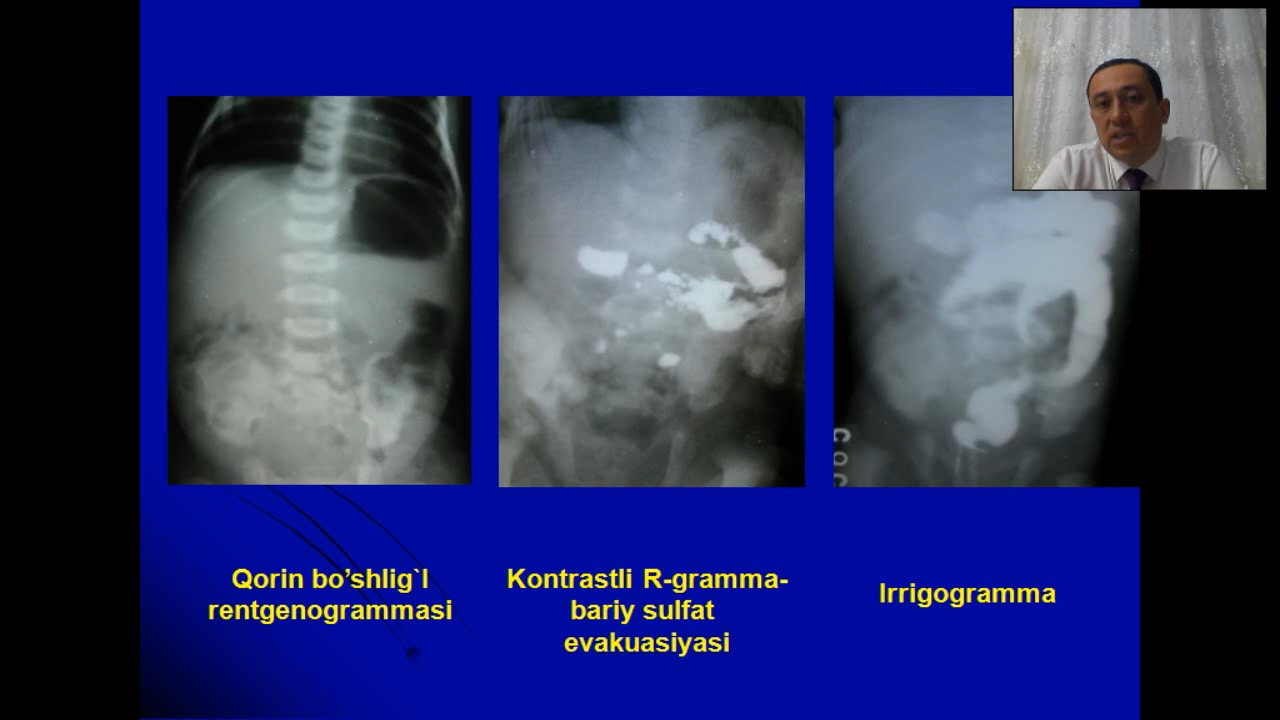 Qorin bo’shlig`I
rentgenogrammasi
Kontrastli R-gramma-
bariy sulfat
evakuasiyasi
Irrigogramma